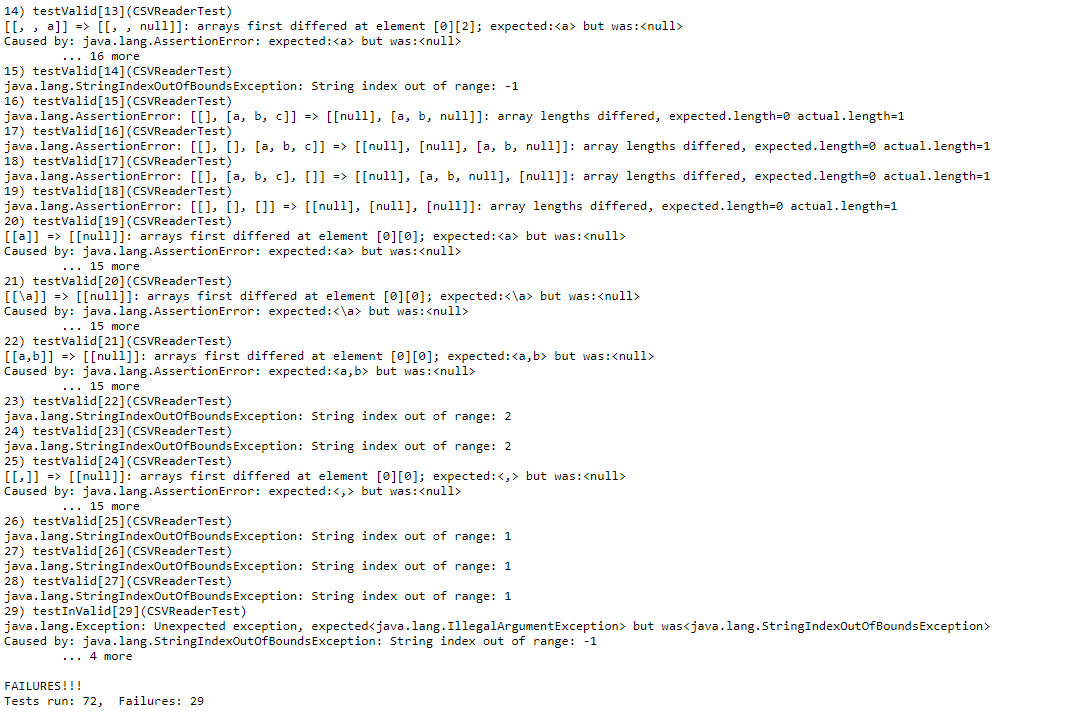 14) testValid[13](CSVReaderTest)
[[, , a]] => [[, , null]]: arrays first differed at element [0][2]; expected:<a> but was:<null>
Caused by: java.lang.AssertionError: expected:<a> but was:<null>
... 16 more
15) testValid[14](CSVReaderTest)
java.lang.StringIndexOutOfBoundsException: String index out of range: -1
16) testValid[15](CSVReaderTest)
java.lang.AssertionError: [[], [a, b, c]] => [[null], [a, b, null]]: array lengths differed, expected.length=0 actual.length=1
17) testValid[16](CSVReaderTest)
java.lang.AssertionError: [[], [], [a, b, c]] => [[null], [null], [a, b, null]]: array lengths differed, expected.length=0 actual.length=1
18) testValid[17](CSVReaderTest)
java.lang.AssertionError: [[], [a, b, c], []] => [[null], [a, b, null], [null]]: array lengths differed, expected.length=0 actual.length=1
19) testValid[18](CSVReaderTest)
java.lang.AssertionError: [[], [], []] => [[null], [null], [null]]: array lengths differed, expected.length=0 actual.length=1
20) testValid[19](CSVReaderTest)
[[a]] => [[null]]: arrays first differed at element [0][0]; expected:<a> but was:<null>
Caused by: java.lang.AssertionError: expected:<a> but was:<null>
... 15 more
21) testValid[20](CSVReaderTest)
[[\a]] => [[null]]: arrays first differed at element [0][0]; expected:<\a> but was:<null>
Caused by: java.lang.AssertionError: expected:<\a> but was:<null>
... 15 more
22) testValid[21](CSVReaderTest)
[[a,b]] => [[null]]: arrays first differed at element [0][0]; expected:<a,b> but was:<null>
Caused by: java.lang.AssertionError: expected:<a,b> but was:<null>
... 15 more
23) testValid[22](CSVReaderTest)
java.lang.StringIndexOutOfBoundsException: String index out of range: 2
24) testValid[23](CSVReaderTest)
java.lang.StringIndexOutOfBoundsException: String index out of range: 2
25) testValid[24](CSVReaderTest)
[[,]] => [[null]]: arrays first differed at element [0][0]; expected:<,> but was:<null>
Caused by: java.lang.AssertionError: expected:<,> but was:<null>
... 15 more
26) testValid[25](CSVReaderTest)
java.lang.StringIndexOutOfBoundsException: String index out of range: 1
27) testValid[26](CSVReaderTest)
java.lang.StringIndexOutOfBoundsException: String index out of range: 1
28) testValid[27](CSVReaderTest)
java.lang.StringIndexOutOfBoundsException: String index out of range: 1
29) testInValid[29](CSVReaderTest)
java.lang.Exception: Unexpected exception, expected<java.lang.IllegalArgumentException> but was<java.lang.StringIndexOutOfBoundsException>
Caused by: java.lang.StringIndexOutOfBoundsException: String index out of range: -1
... 4 more
FAILURES!!!
Tests run: 72,  Failures: 29